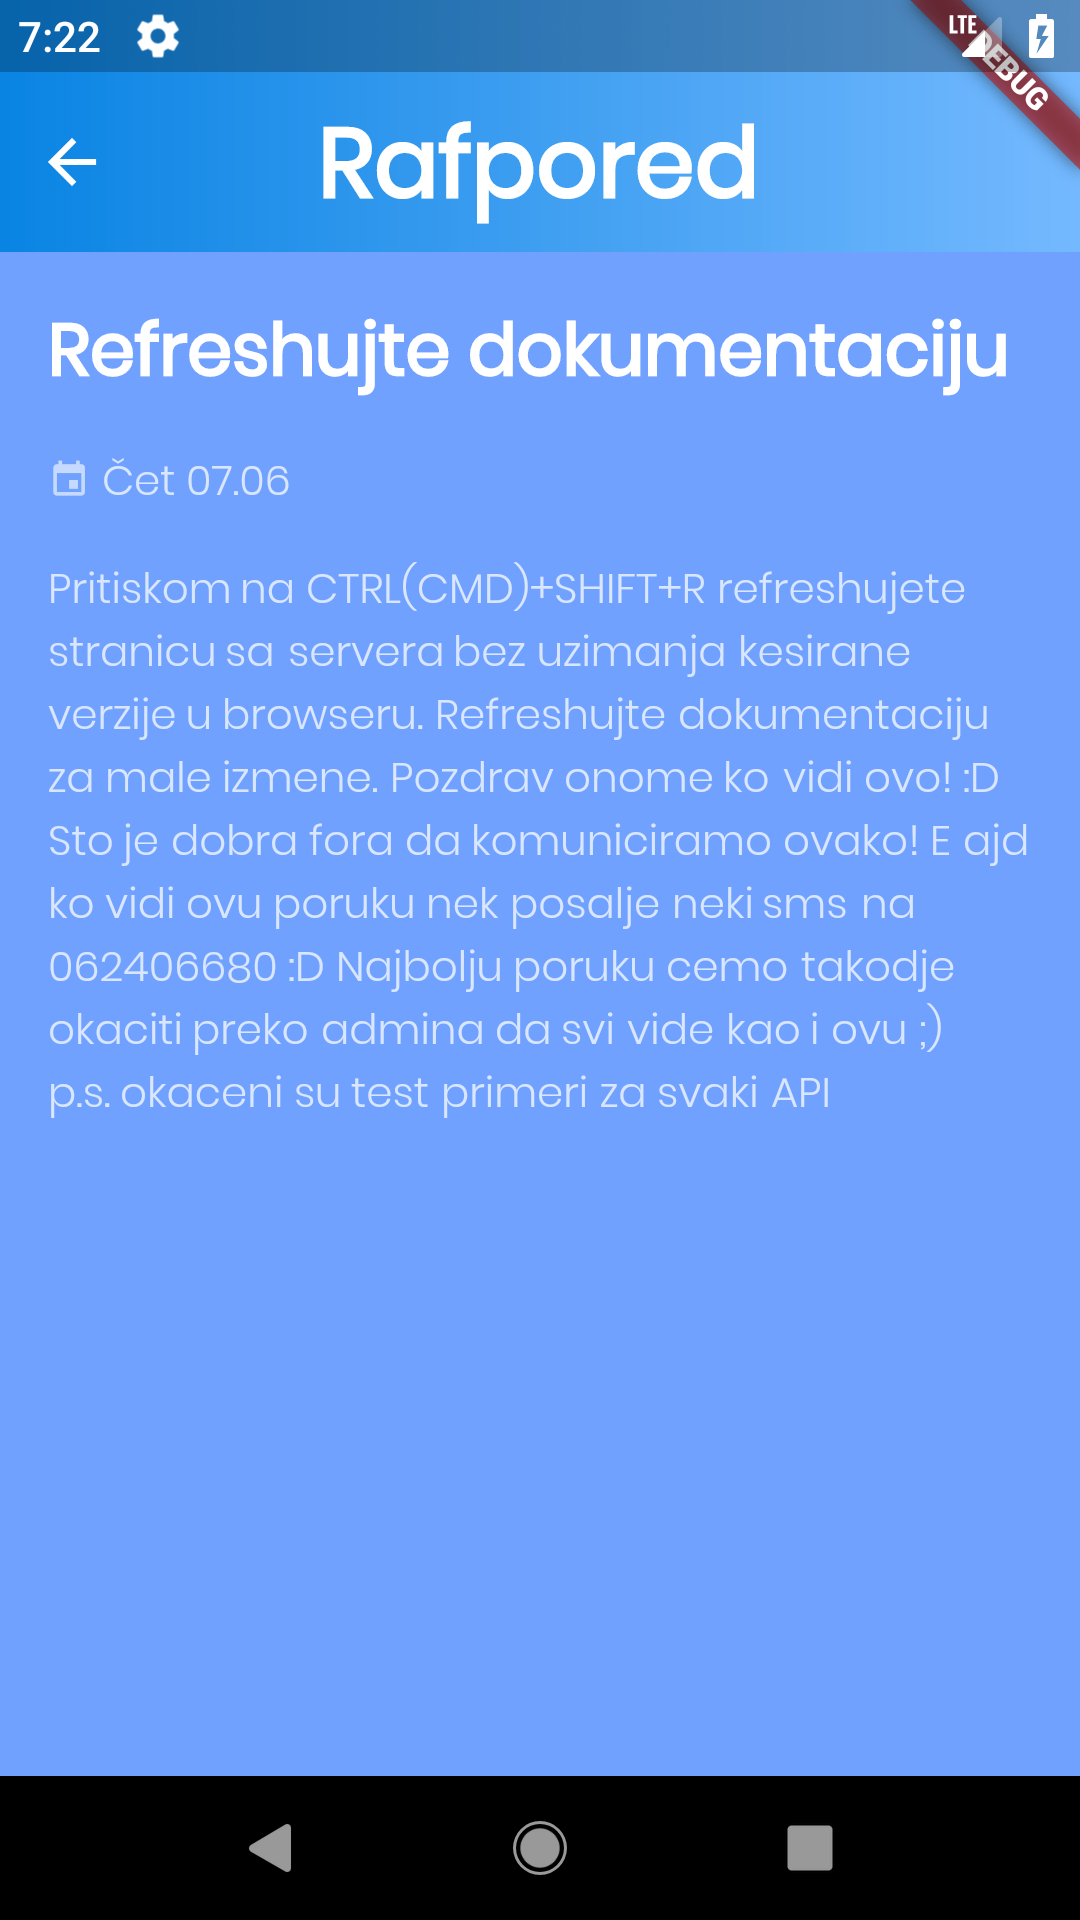 7:22
LTE
DEBUG
Rafpored
Refreshujte dokumentaciju
Čet 07.06
Pritiskom na CTRL(CMD)+SHIFT+R refreshujete
stranicu sa servera bez uzimanja kesirane
verzije u browseru. Refreshujte dokumentaciju
za male izmene. Pozdrav onome ko vidi ovo! :D
Sto je dobra fora da komuniciramo ovako! E ajd
ko vidi ovu poruku nek posalje neki sms na
062406680 :D Najbolju poruku cemo takodje
okaciti preko admina da svi vide kao i ovu ;)
p.s. okaceni su test primeri za svaki API